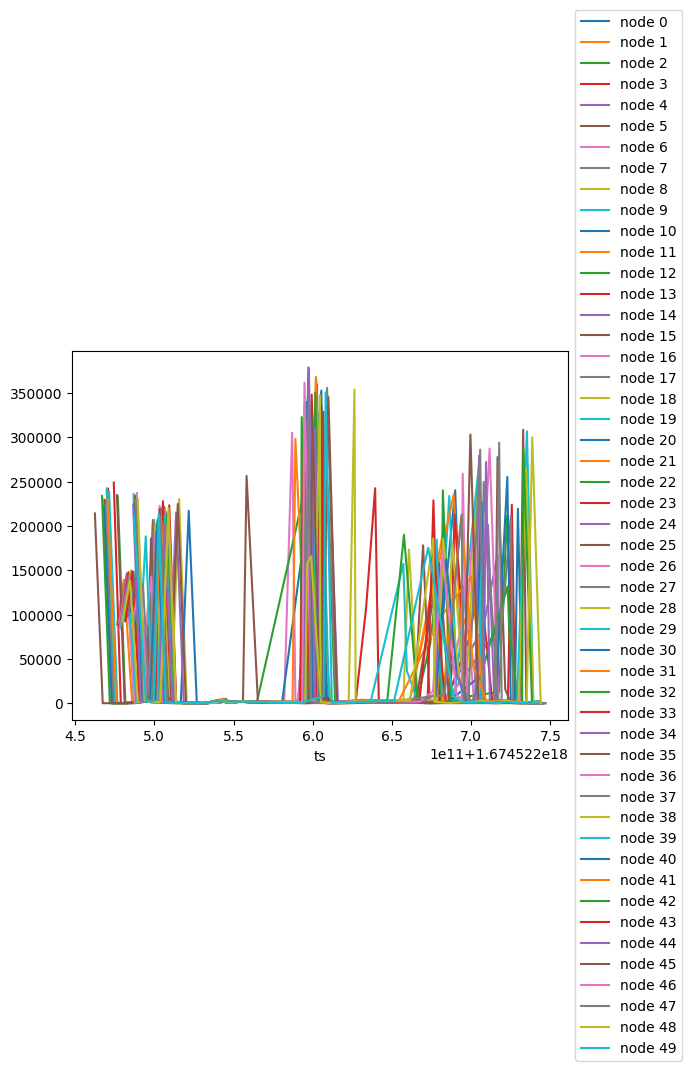 node 0
node 1
node 2
node 3
node 4
node 5
node 6
node 7
node 8
node 9
node 10
node 11
node 12
node 13
node 14
node 15
node 16
node 17
node 18
node 19
node 20
node 21
node 22
node 23
node 24
node 25
node 26
node 27
node 28
node 29
node 30
node 31
node 32
node 33
node 34
node 35
node 36
node 37
node 38
node 39
node 40
node 41
node 42
node 43
node 44
node 45
node 46
node 47
node 48
node 49
350000
300000
250000
200000
150000
100000
50000
0
4.5 5.0 5.5 6.0 6.5 7.0 7.5
1e11+1.674522e18
ts